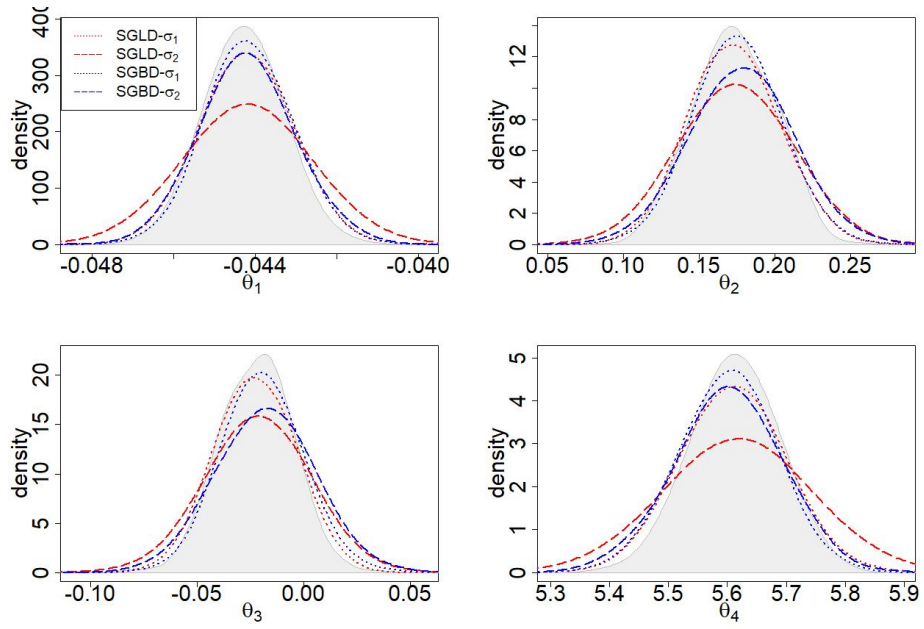 SGLD-σ1
SGLD-σ2
SGBD-σ1
SGBD-σ2
density
0 100 200 300 400
-0.048 -0.044 -0.040
θ1
density
0 2 4 6 8 12
0.05 0.10 0.15 0.20 0.25
θ2
density
0 5 10 15 20
-0.10 -0.05 0.00 0.05
θ3
density
0 1 2 3 4 5
5.3 5.4 5.5 5.6 5.7 5.8 5.9
θ4